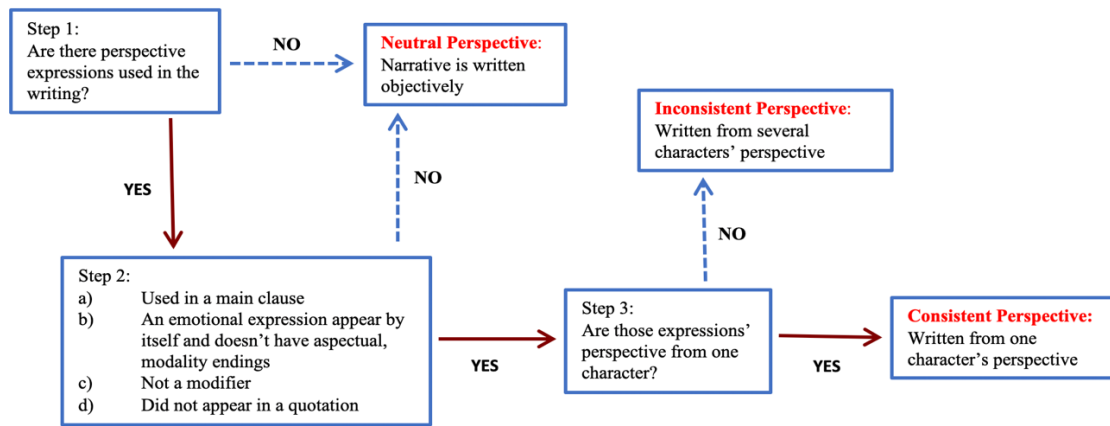 Step 1:
Are there perspective
expressions used in the
writing?
NO
Neutral Perspective:
Narrative is written
objectively
YES
NO
Inconsistent Perspective:
Written from several
characters' perspective
NO
Step 2:
a) Used in a main clause
b) An emotional expression appear by
itself and doesn't have aspectual,
modality endings
c) Not a modifier
d) Did not appear in a quotation
YES
Step 3:
Are those expressions'
perspective from one
character?
YES
Consistent Perspective:
Written from one
character's perspective